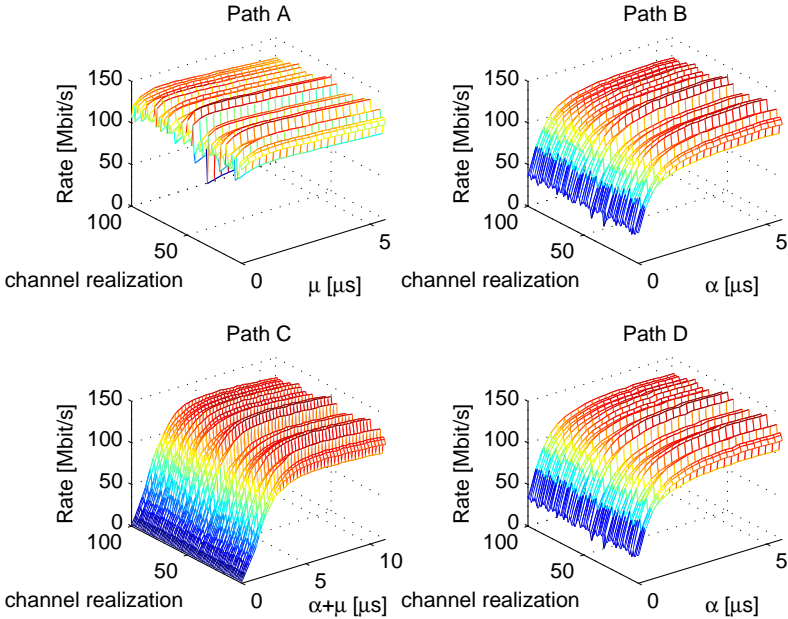 Path A
Rate [Mbit/s]
150
100
50
0
100
50
0
5
channel realization
μ [μs]
Path B
Rate [Mbit/s]
150
100
50
0
100
50
0
5
channel realization
α [μs]
Path C
Rate [Mbit/s]
150
100
50
0
100
50
0
5
10
channel realization
α+μ [μs]
Path D
Rate [Mbit/s]
150
100
50
0
100
50
0
5
channel realization
α [μs]